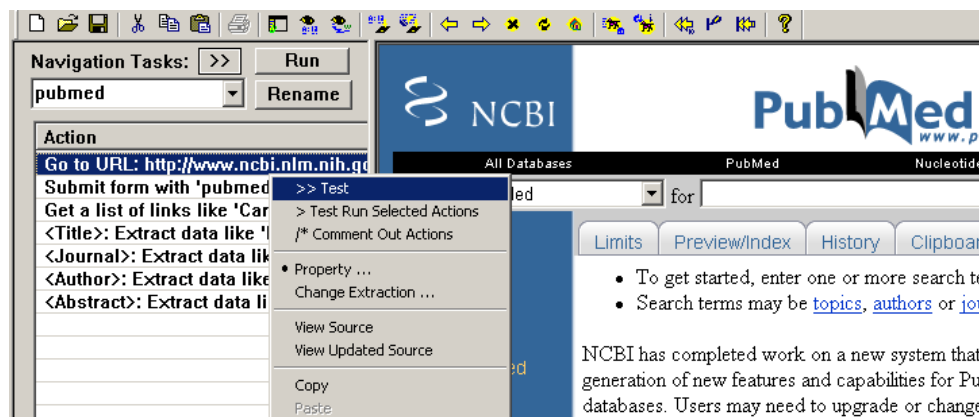 Navigation Tasks: >> Run
pubmed Rename
Action
Go to URL: http://www.ncbi.nlm.nih.go
Submit form with 'pubmed
Get a list of links like 'Car
<Title>: Extract data like '
<Journal>: Extract data lik
<Author>: Extract data like
<Abstract>: Extract data li
>> Test
> Test Run Selected Actions
/* Comment Out Actions
• Property ...
Change Extraction ...
View Source
View Updated Source
Copy
Paste
NCBI
PubMed
www.p
All Databases PubMed Nucleotide
ed for
Limits Preview/Index History Clipboar
• To get started, enter one or more search te
• Search terms may be topics, authors or jou
ed
NCBI has completed work on a new system that
generation of new features and capabilities for Pu
databases. Users may need to upgrade or change